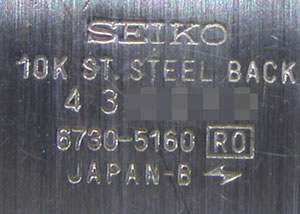 SEIKO
10K ST. STEEL BACK
4 3
6730-5160 RO
JAPAN-B